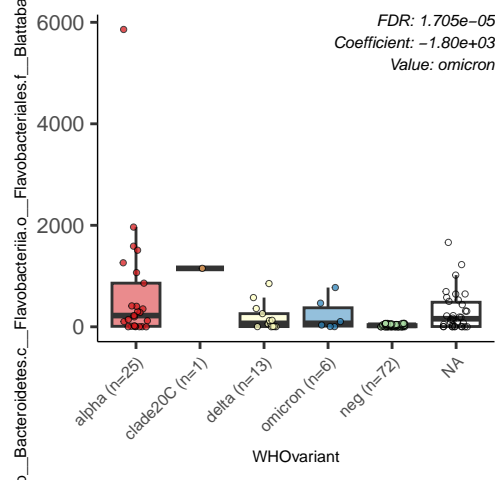 FDR: 1.705e−05
Coefficient: −1.80e+03
Value: omicron
o__Bacteroidetes.c__Flavobacteriia.o__Flavobacteriales.f__Blattaba
6000
4000
2000
0
alpha (n=25)
clade20C (n=1)
delta (n=13)
omicron (n=6)
neg (n=72)
NA
WHOvariant